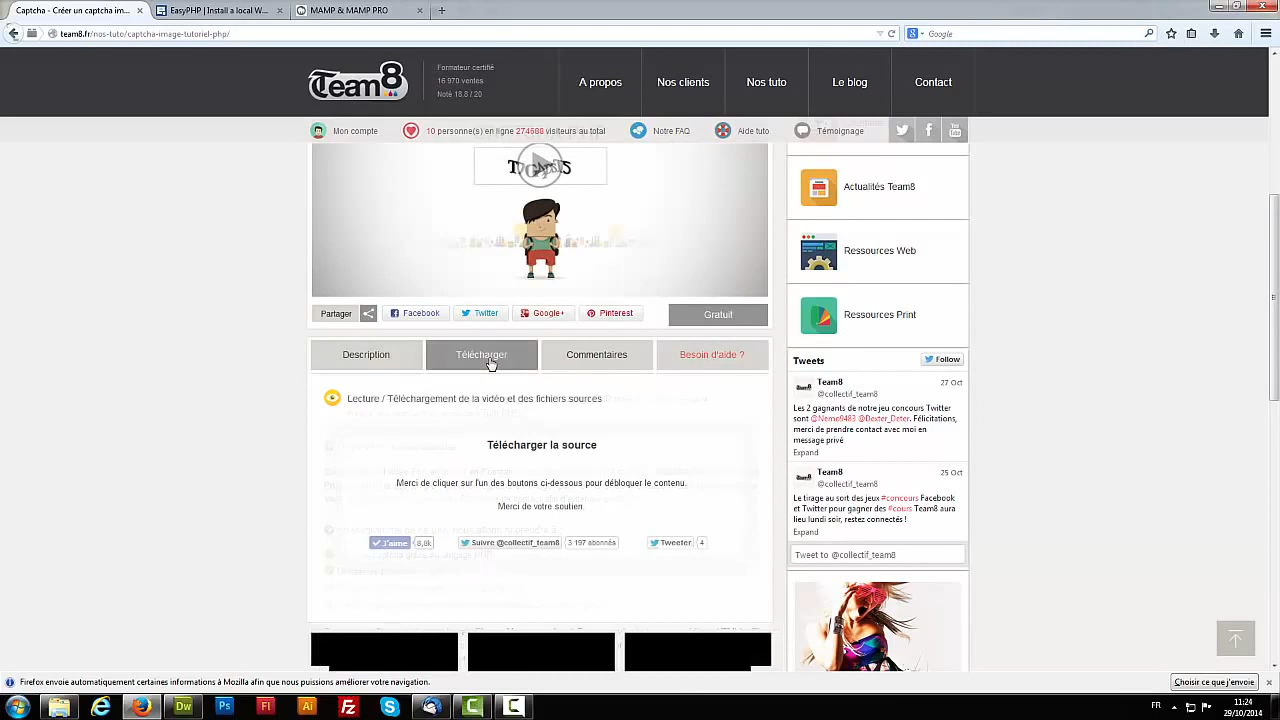 Captcha - Créer un captcha im...
EasyPHP | Install a local W...
MAMP & MAMP PRO
team8.fr/nos-tuto/captcha-image-tutoriel-php/
Google
Team8
Formateur certifié
16 970 ventes
Noté 18.8 / 20
A propos
Nos clients
Nos tuto
Le blog
Contact
Mon compte
10 personne(s) en ligne 274688 visiteurs au total
Notre FAQ
Aide tuto
Témoignage
Actualités Team8
Ressources Web
Ressources Print
Partager
Facebook
Twitter
Google+
Pinterest
Gratuit
Description
Télécharger
Commentaires
Besoin d'aide ?
Lecture / Téléchargement de la vidéo et des fichiers sources
Télécharger la source
Merci de cliquer sur l'un des boutons ci-dessous pour débloquer le contenu.
Merci de votre soutien.
J'aime 8,8k
Suivre @collectif_team8 3 197 abonnés
Tweeter 4
Tweets
Follow
Team8 27 Oct
@collectif_team8
Les 2 gagnants de notre jeu concours Twitter
sont @Nemo9483 @Dexter_Deter. Félicitations,
merci de prendre contact avec moi en
message privé
Expand
Team8 25 Oct
@collectif_team8
Le tirage au sort des jeux #concours Facebook
et Twitter pour gagner des #cours Team8 aura
lieu lundi soir, restez connectés !
Expand
Tweet to @collectif_team8
Firefox envoie automatiquement certaines informations à Mozilla afin que nous puissions améliorer votre navigation.
Choisir ce que j'envoie
Dw
Ps
Fl
Ai
FR
11:24
29/10/2014